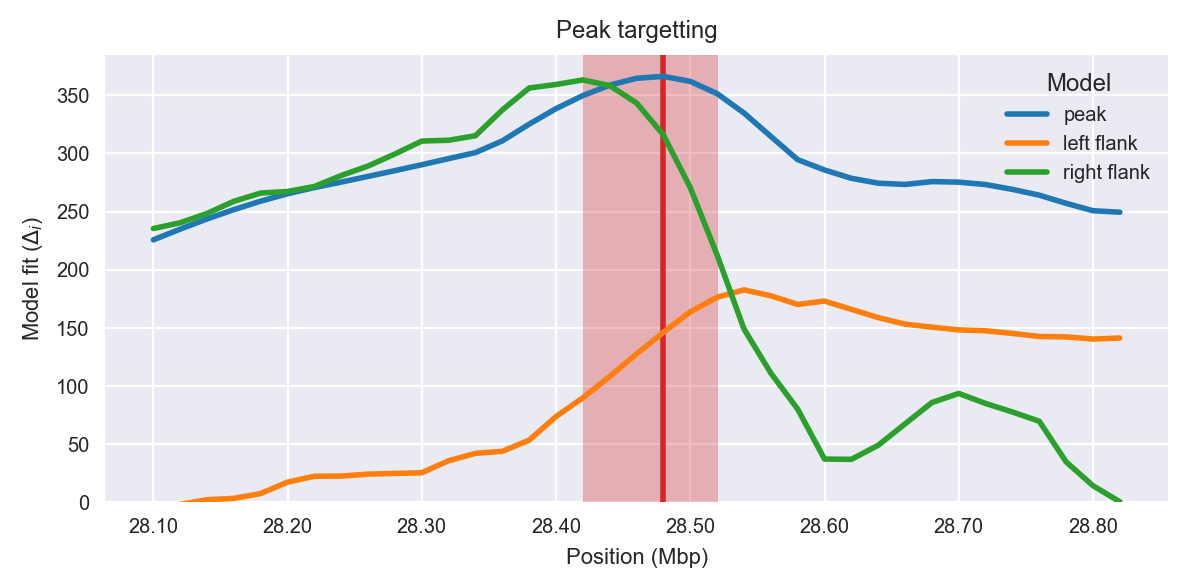 Peak targetting
Model fit (Δi)
350
300
250
200
150
100
50
0
Model
peak
left flank
right flank
28.10 28.20 28.30 28.40 28.50 28.60 28.70 28.80
Position (Mbp)